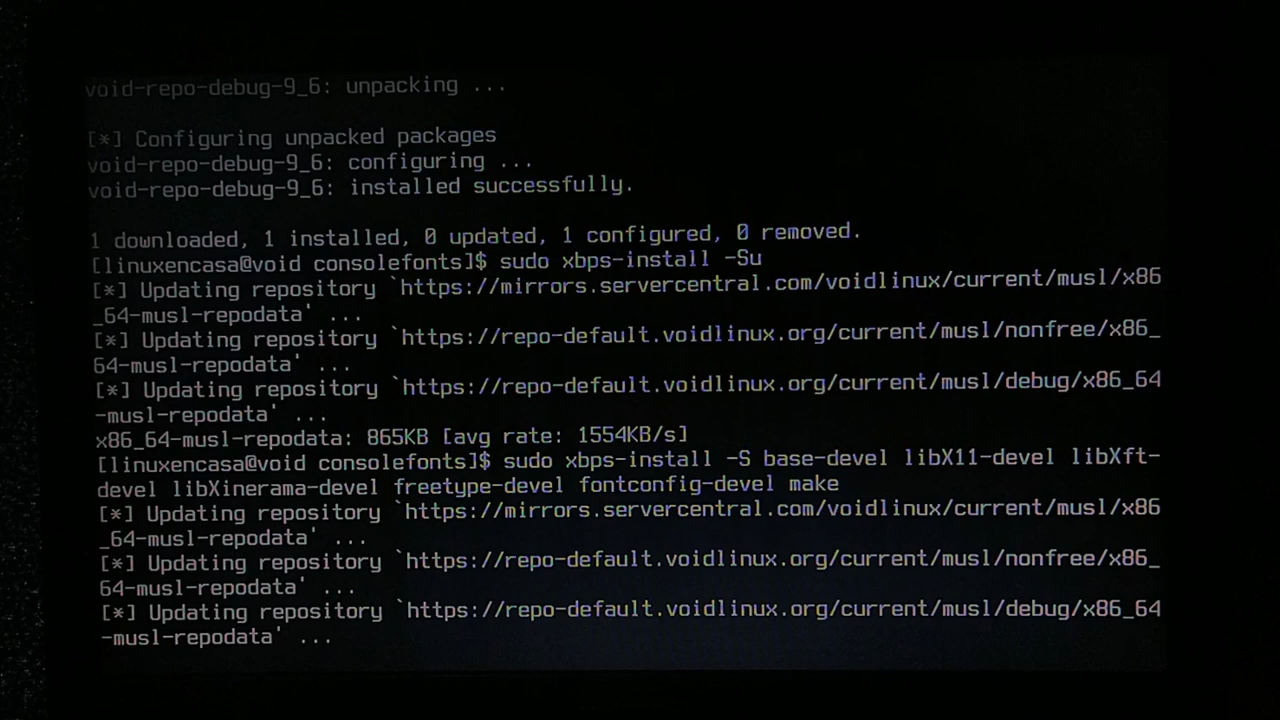 void-repo-debug-9_6: unpacking ...
[*] Configuring unpacked packages
void-repo-debug-9_6: configuring ...
void-repo-debug-9_6: installed successfully.
1 downloaded, 1 installed, 0 updated, 1 configured, 0 removed.
[linuxencasa@void consolefonts]$ sudo xbps-install -Su
[*] Updating repository `https://mirrors.servercentral.com/voidlinux/current/musl/x86
_64-musl-repodata' ...
[*] Updating repository `https://repo-default.voidlinux.org/current/musl/nonfree/x86_
64-musl-repodata' ...
[*] Updating repository `https://repo-default.voidlinux.org/current/musl/debug/x86_64
-musl-repodata' ...
x86_64-musl-repodata: 865KB [avg rate: 1554KB/s]
[linuxencasa@void consolefonts]$ sudo xbps-install -S base-devel libX11-devel libXft-
devel libXinerama-devel freetype-devel fontconfig-devel make
[*] Updating repository `https://mirrors.servercentral.com/voidlinux/current/musl/x86
_64-musl-repodata' ...
[*] Updating repository `https://repo-default.voidlinux.org/current/musl/nonfree/x86_
64-musl-repodata' ...
[*] Updating repository `https://repo-default.voidlinux.org/current/musl/debug/x86_64
-musl-repodata' ...